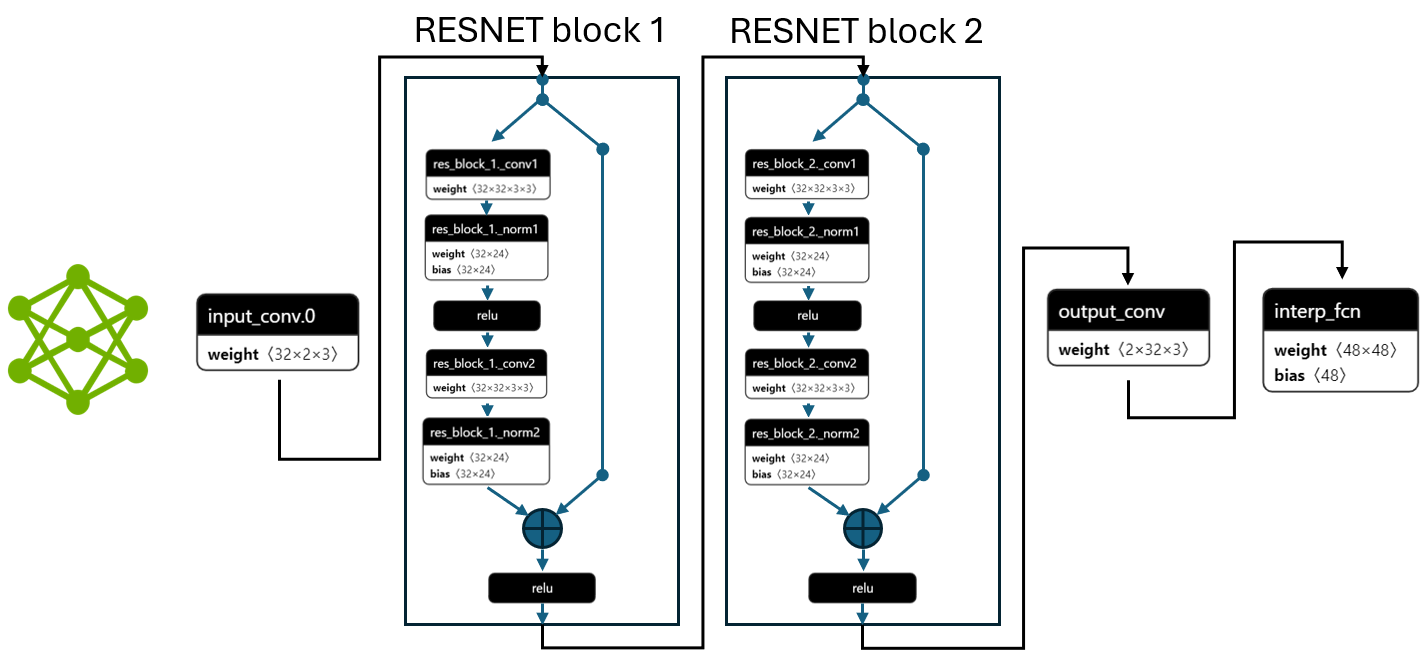 RESNET block 1
RESNET block 2
input_conv.0
weight 〈32×2×3〉
res_block_1._conv1
weight 〈32×32×3×3〉
res_block_1._norm1
weight 〈32×24〉
bias 〈32×24〉
relu
res_block_1._conv2
weight 〈32×32×3×3〉
res_block_1._norm2
weight 〈32×24〉
bias 〈32×24〉
relu
res_block_2._conv1
weight 〈32×32×3×3〉
res_block_2._norm1
weight 〈32×24〉
bias 〈32×24〉
relu
res_block_2._conv2
weight 〈32×32×3×3〉
res_block_2._norm2
weight 〈32×24〉
bias 〈32×24〉
relu
output_conv
weight 〈2×32×3〉
interp_fcn
weight 〈48×48〉
bias 〈48〉